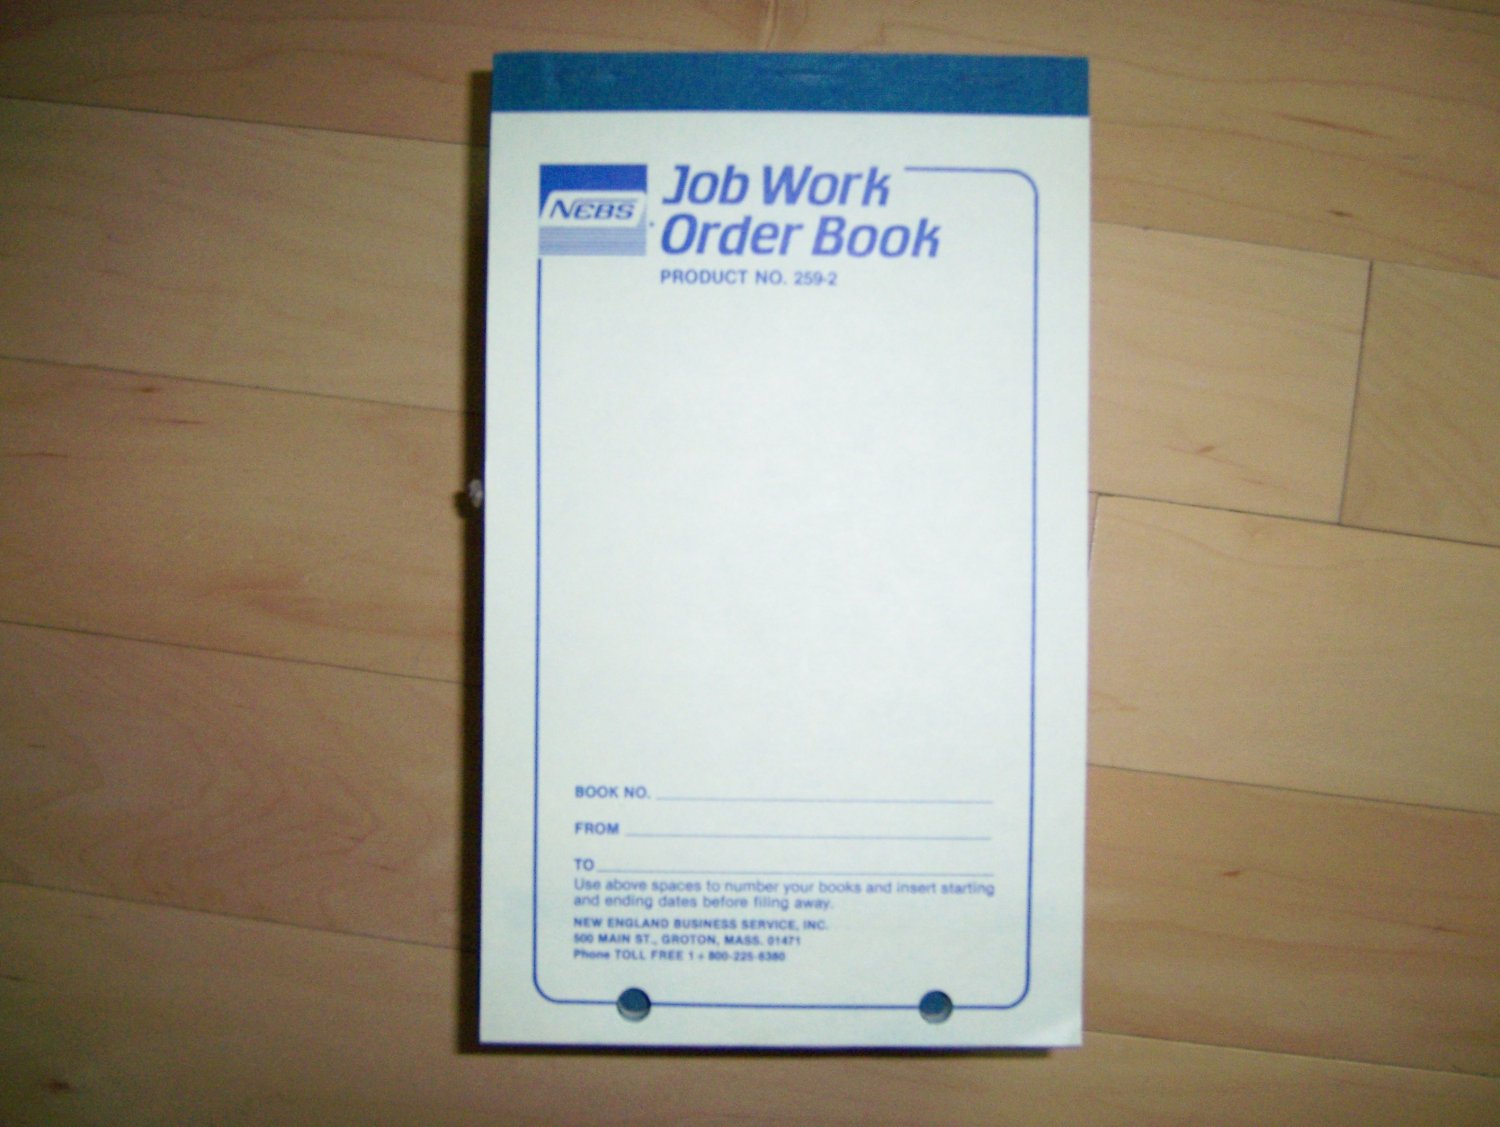 NEBS
Job Work
Order Book
PRODUCT NO. 259-2
BOOK NO.
FROM
TO
Use above spaces to number your books and insert starting
and ending dates before filing away.
NEW ENGLAND BUSINESS SERVICE, INC.
500 MAIN ST., GROTON, MASS. 01471
Phone TOLL FREE 1 + 800-225-6380